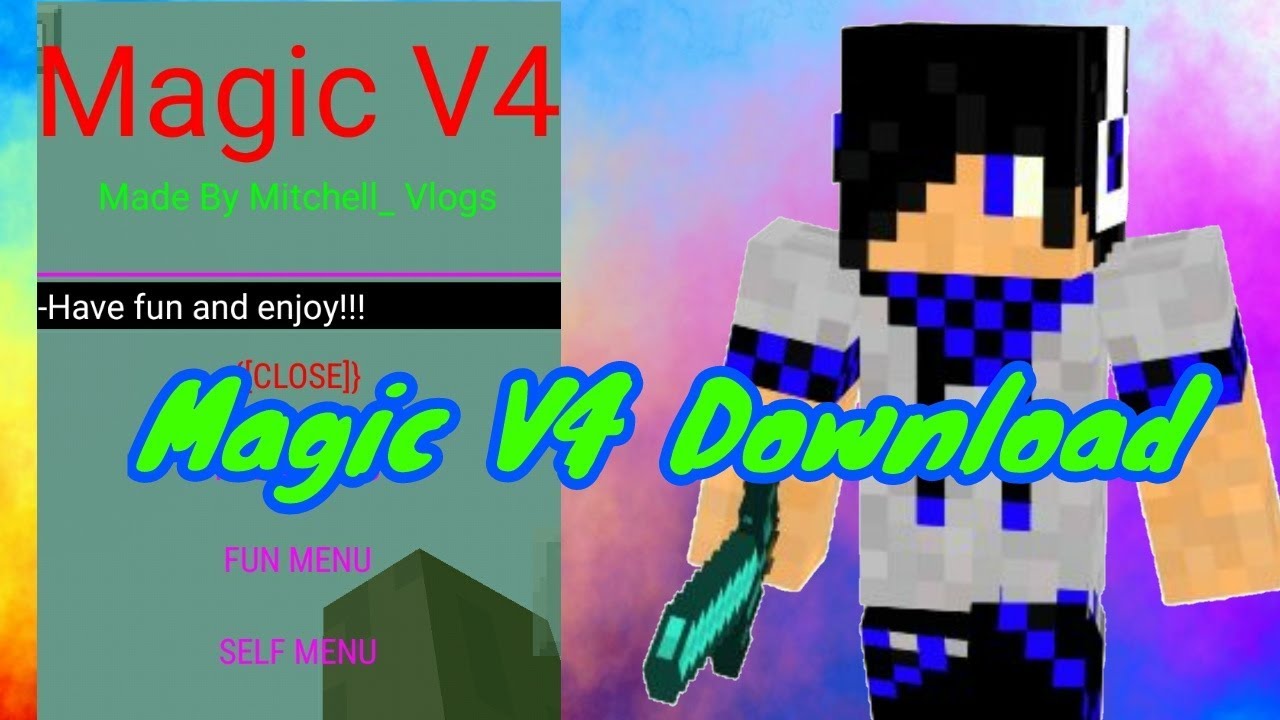 Magic V4
Made By Mitchell_ Vlogs
-Have fun and enjoy!!!
{[CLOSE]}
Magic V4 Download
FUN MENU
SELF MENU